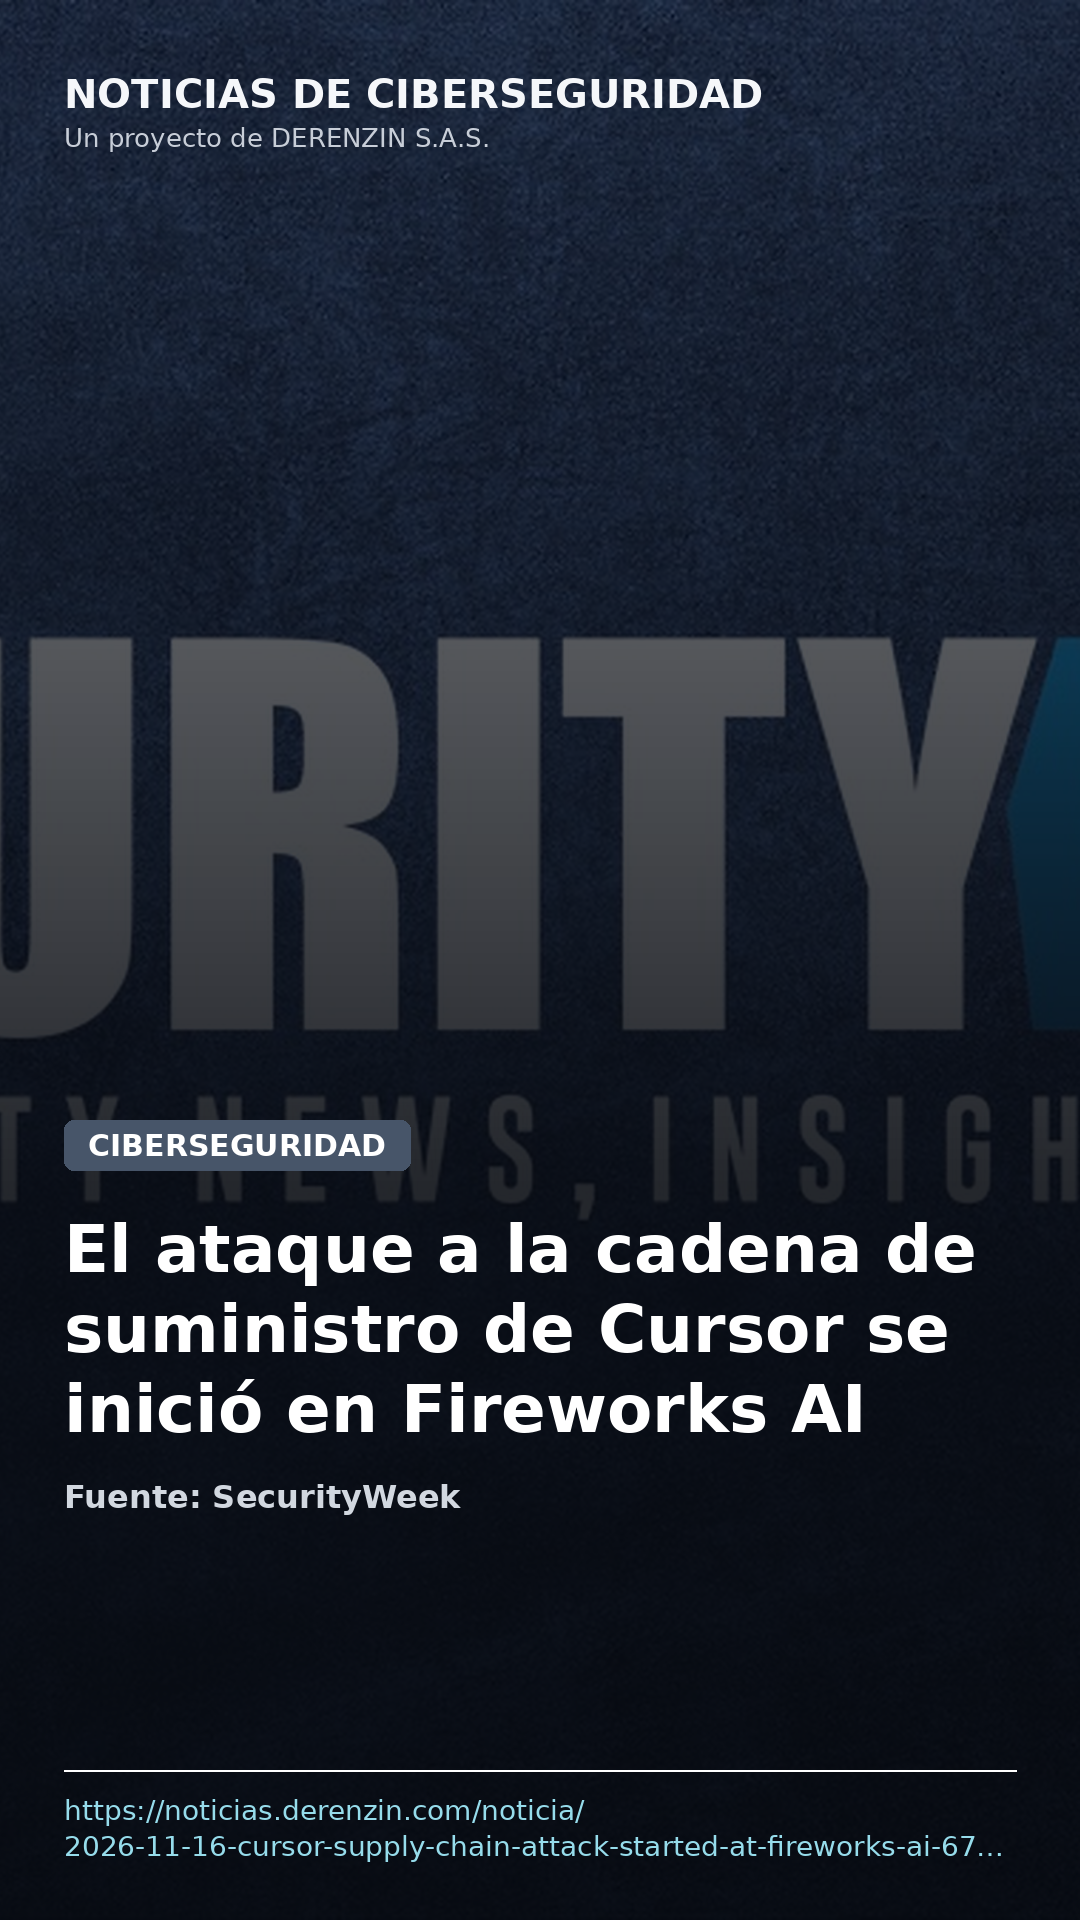 NOTICIAS DE CIBERSEGURIDAD
Un proyecto de DERENZIN S.A.S.
URITY
TY NEWS, INSIGH
CIBERSEGURIDAD
El ataque a la cadena de
suministro de Cursor se
inició en Fireworks AI
Fuente: SecurityWeek
https://noticias.derenzin.com/noticia/
2026-11-16-cursor-supply-chain-attack-started-at-fireworks-ai-67...